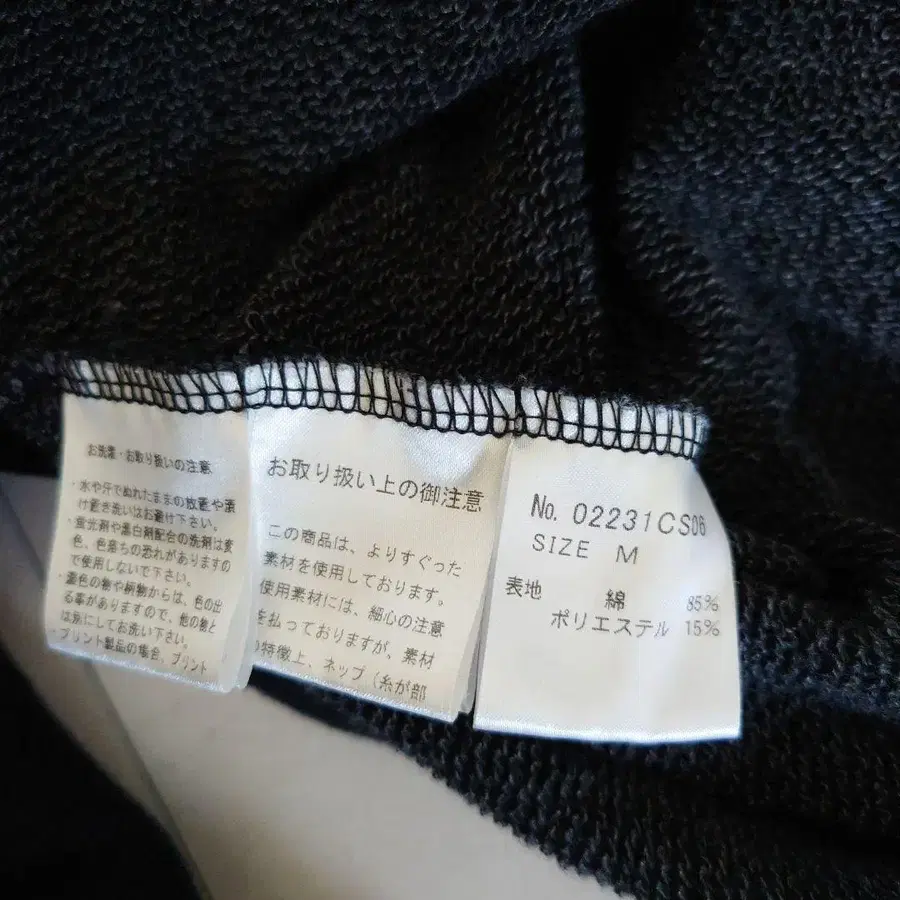 お洗濯・お取り扱いの注意
・水や汗でぬれたままの放置や漬
け置き洗いはお避け下さい。
・蛍光剤や漂白剤配合の洗剤は変
色、色落ちの恐れがありますの
で使用しないで下さい。
・濃色の物や柄物からは、色の出
る事がありますので、他の物と
は別にしてお洗い下さい。
・プリント製品の場合、プリント
お取り扱い上の御注意
この商品は、よりすぐった
素材を使用しております。
使用素材には、細心の注意
を払っておりますが、素材
の特徴上、ネップ（糸が部
No. 02231CS06
SIZE M
表地 綿 85%
ポリエステル 15%